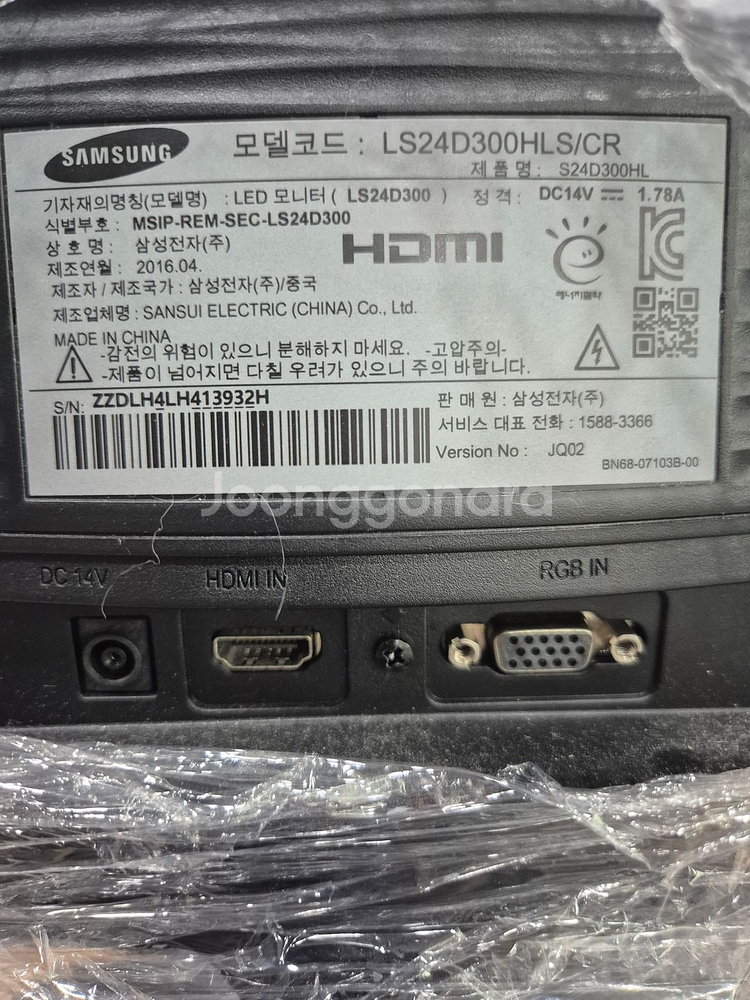 SAMSUNG
모델코드 : LS24D300HLS/CR
제 품 명 : S24D300HL
기자재의명칭(모델명) : LED 모니터 ( LS24D300 ) 정 격 : DC14V 1.78A
식별부호 : MSIP-REM-SEC-LS24D300
상 호 명 : 삼성전자(주)
HDMI
제조연월 : 2016.04.
에너지절약
제조자 / 제조국가 : 삼성전자(주)/중국
제조업체명 : SANSUI ELECTRIC (CHINA) Co., Ltd.
MADE IN CHINA
-감전의 위험이 있으니 분해하지 마세요. -고압주의-
-제품이 넘어지면 다칠 우려가 있으니 주의 바랍니다.
S/N: ZZDLH4LH413932H
판 매 원 : 삼성전자(주)
서비스 대표 전화 : 1588-3366
Version No : JQ02
BN68-07103B-00
Joonggonara
DC 14V HDMI IN RGB IN